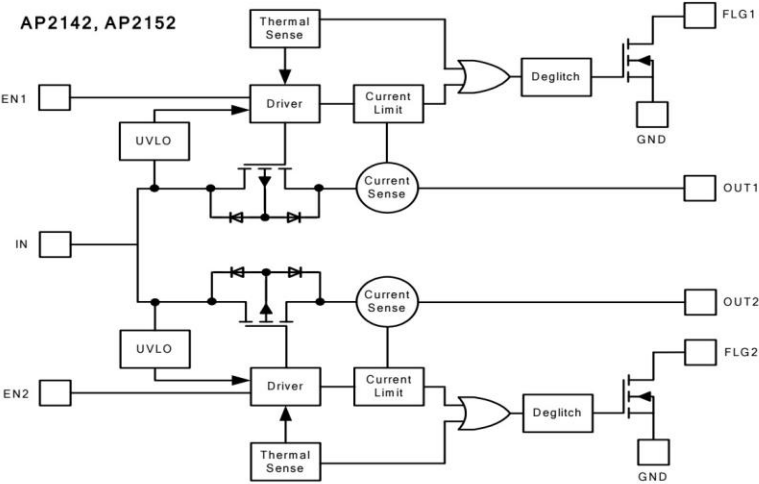 AP2142, AP2152
Thermal
Sense
FLG1
Deglitch
EN1
Driver
Current
Limit
GND
UVLO
Current
Sense
OUT1
IN
Current
Sense
OUT2
UVLO
FLG2
Driver
Current
Limit
EN2
Deglitch
Thermal
Sense
GND